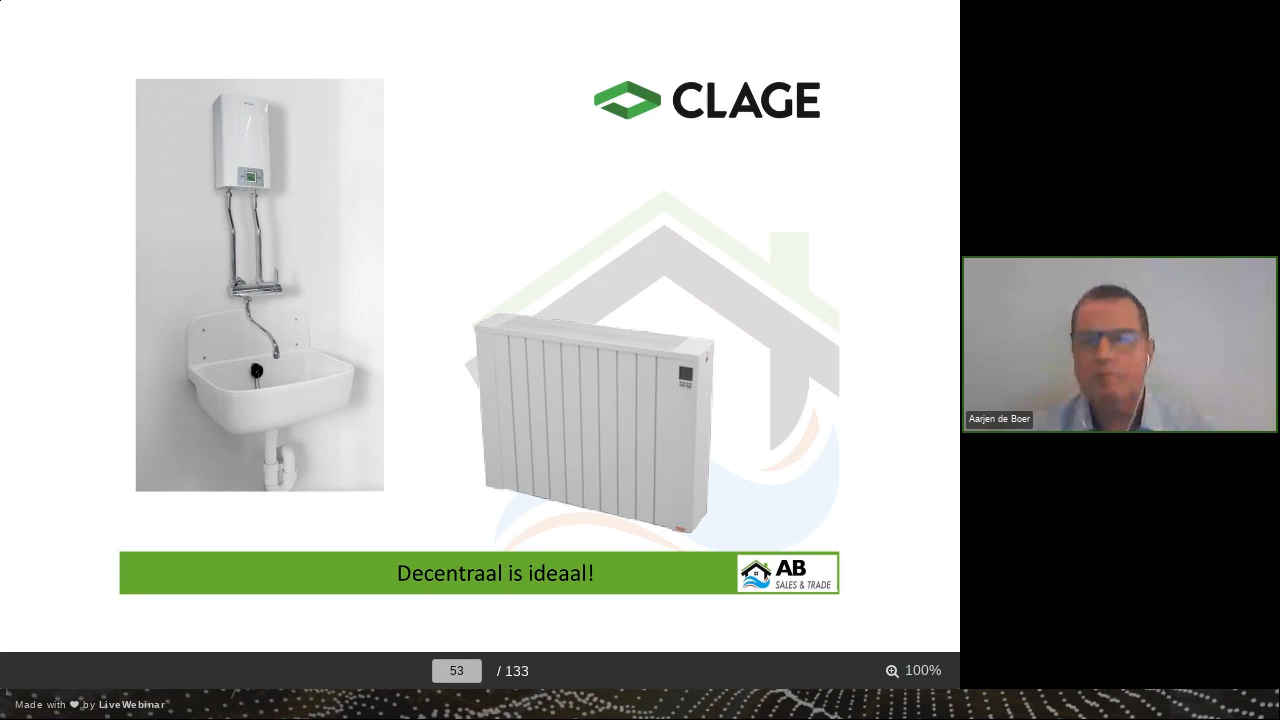 CLAGE
Decentraal is ideaal!
AB
SALES & TRADE
Aarjen de Boer
53 / 133
100%
Made with ❤ by LiveWebinar